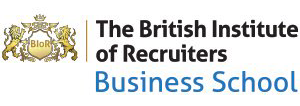 BIoR
The British Institute
of Recruiters
Business School